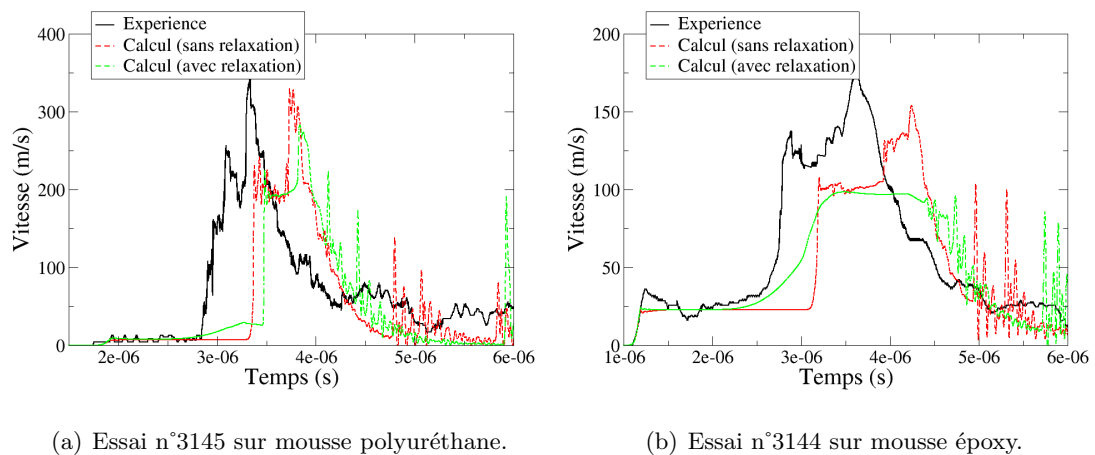 Experience
Calcul (sans relaxation)
Calcul (avec relaxation)
400
300
200
100
0
Vitesse (m/s)
2e-06
3e-06
4e-06
5e-06
6e-06
Temps (s)
(a) Essai n°3145 sur mousse polyuréthane.
Experience
Calcul (sans relaxation)
Calcul (avec relaxation)
200
150
100
50
0
Vitesse (m/s)
1e-06
2e-06
3e-06
4e-06
5e-06
6e-06
Temps (s)
(b) Essai n°3144 sur mousse époxy.